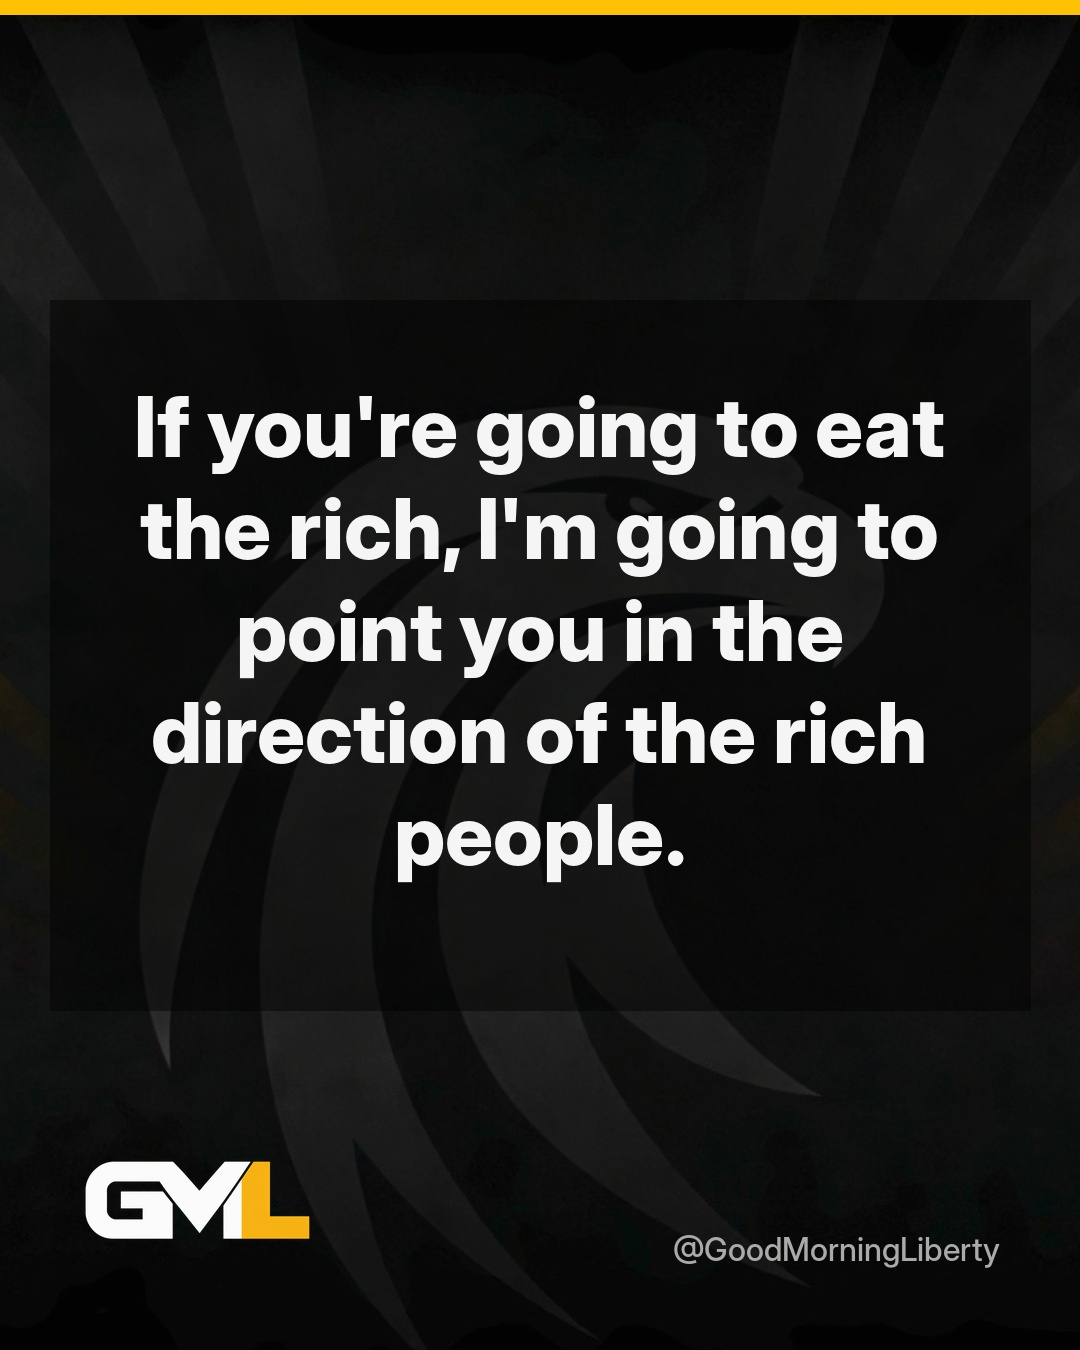 If you're going to eat
the rich, I'm going to
point you in the
direction of the rich
people.
GML
@GoodMorningLiberty